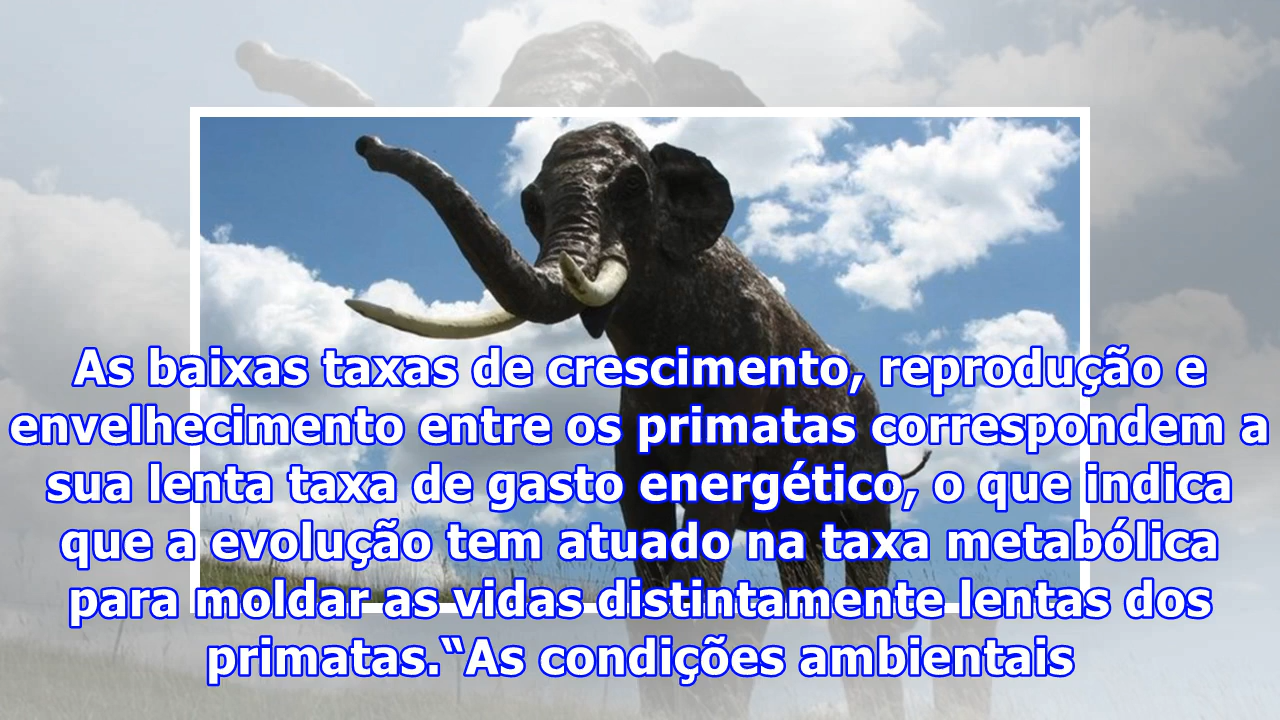 As baixas taxas de crescimento, reprodução e
envelhecimento entre os primatas correspondem a
sua lenta taxa de gasto energético, o que indica
que a evolução tem atuado na taxa metabólica
para moldar as vidas distintamente lentas dos
primatas.“As condições ambientais